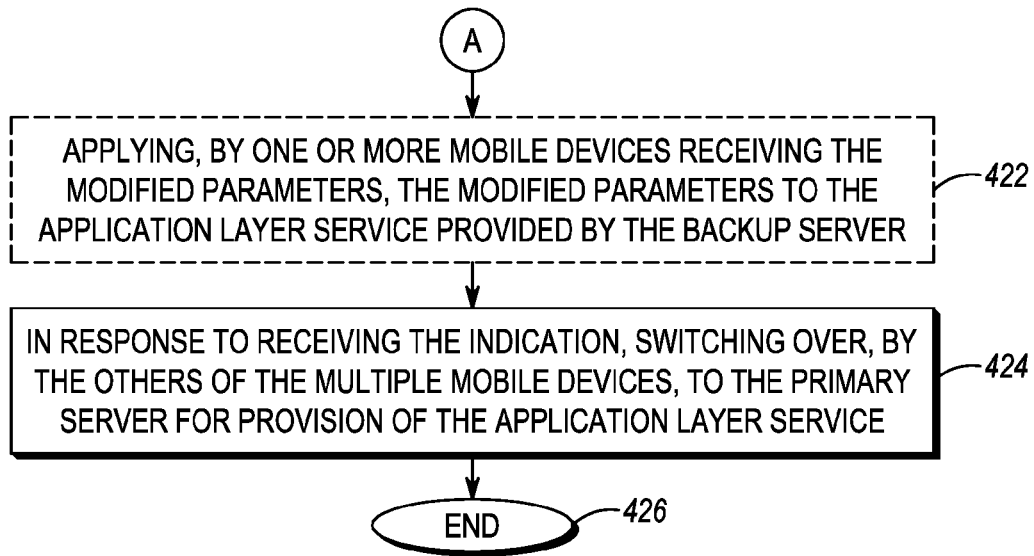 A
APPLYING, BY ONE OR MORE MOBILE DEVICES RECEIVING THE
MODIFIED PARAMETERS, THE MODIFIED PARAMETERS TO THE
APPLICATION LAYER SERVICE PROVIDED BY THE BACKUP SERVER
422
IN RESPONSE TO RECEIVING THE INDICATION, SWITCHING OVER, BY
THE OTHERS OF THE MULTIPLE MOBILE DEVICES, TO THE PRIMARY
SERVER FOR PROVISION OF THE APPLICATION LAYER SERVICE
424
END
426